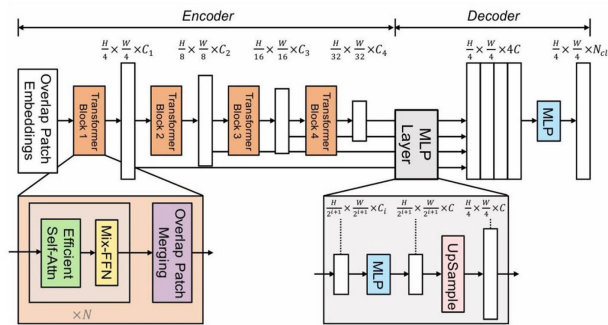 Encoder
Decoder
H/4 × W/4 × C₁
H/8 × W/8 × C₂
H/16 × W/16 × C₃
H/32 × W/32 × C₄
H/4 × W/4 × 4C
H/4 × W/4 × N_cl
Overlap Patch
Embeddings
Transformer
Block 1
Transformer
Block 2
Transformer
Block 3
Transformer
Block 4
MLP
Layer
MLP
Efficient
Self-Attn
Mix-FFN
Overlap Patch
Merging
×N
H/2^{i+1} × W/2^{i+1} × C_i
H/2^{i+1} × W/2^{i+1} × C
H/4 × W/4 × C
MLP
UpSample